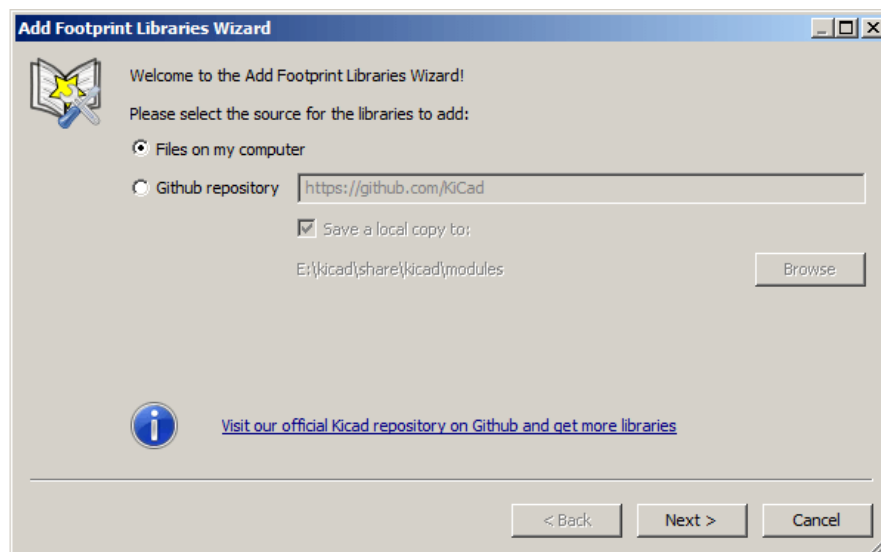 Add Footprint Libraries Wizard
Welcome to the Add Footprint Libraries Wizard!
Please select the source for the libraries to add:
Files on my computer
Github repository https://github.com/KiCad
Save a local copy to:
E:\kicad\share\kicad\modules Browse
Visit our official Kicad repository on Github and get more libraries
< Back Next > Cancel